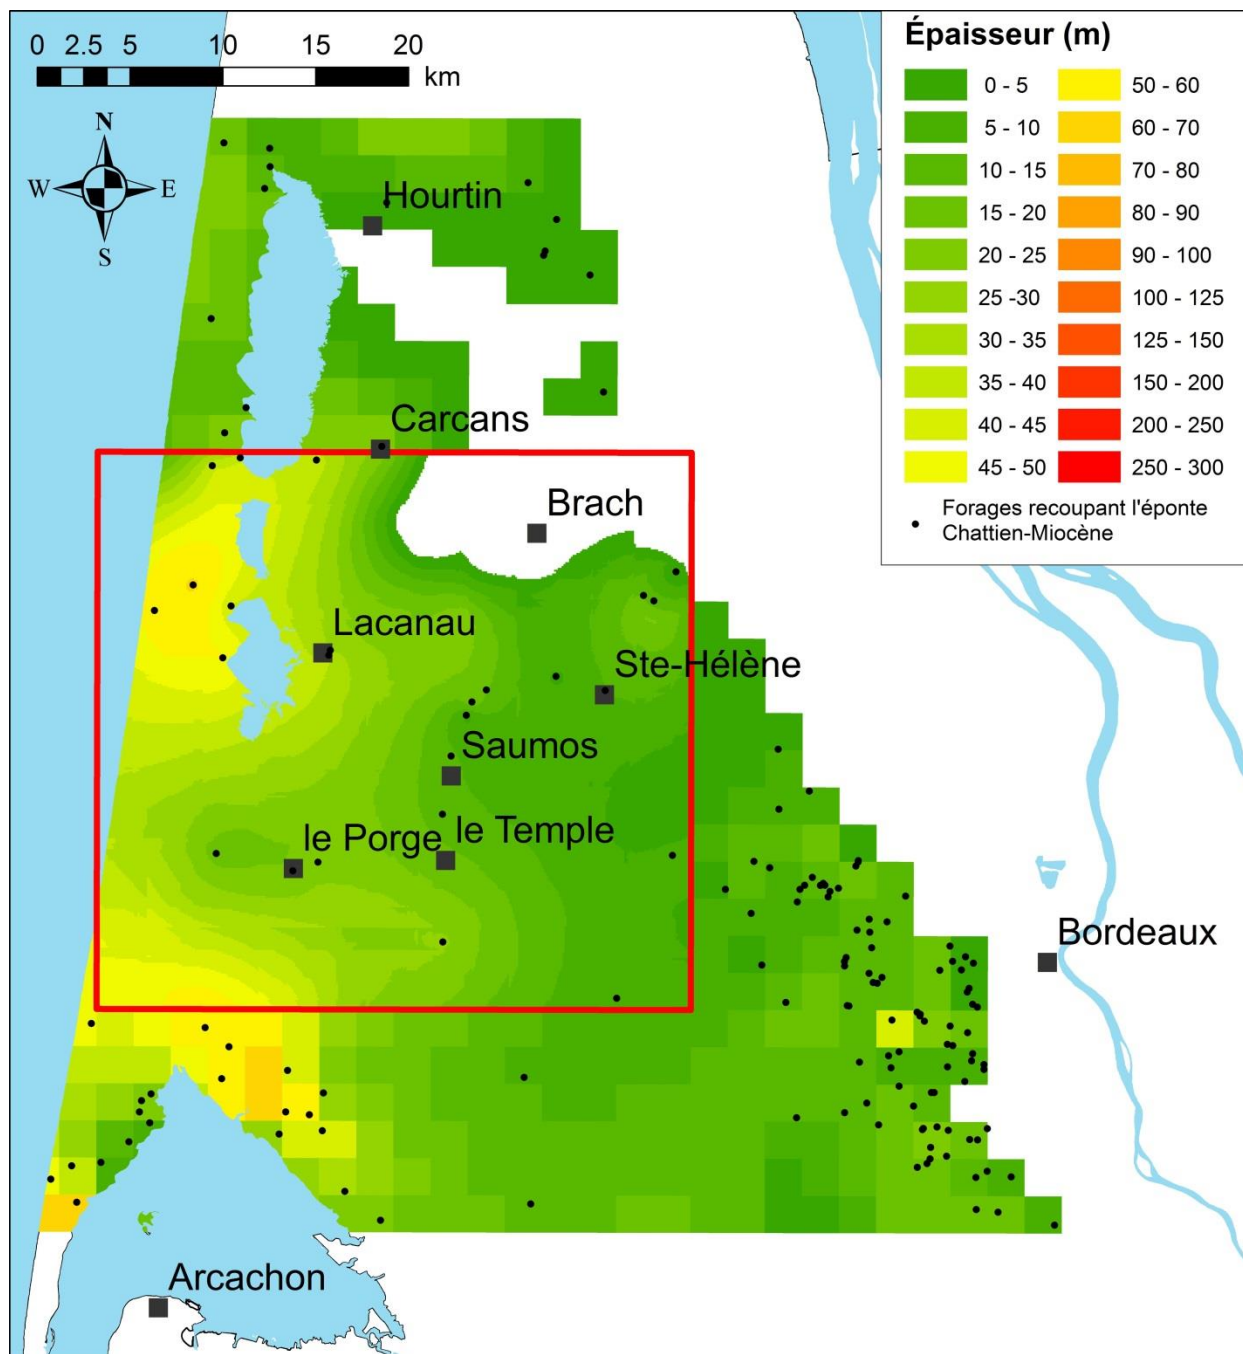 0 2.5 5 10 15 20
km
N
W E
S
Épaisseur (m)
0 - 5 50 - 60
5 - 10 60 - 70
10 - 15 70 - 80
15 - 20 80 - 90
20 - 25 90 - 100
25 -30 100 - 125
30 - 35 125 - 150
35 - 40 150 - 200
40 - 45 200 - 250
45 - 50 250 - 300
Forages recoupant l'éponte
Chattien-Miocène
Hourtin
Carcans
Brach
Lacanau
Ste-Hélène
Saumos
le Porge le Temple
Bordeaux
Arcachon